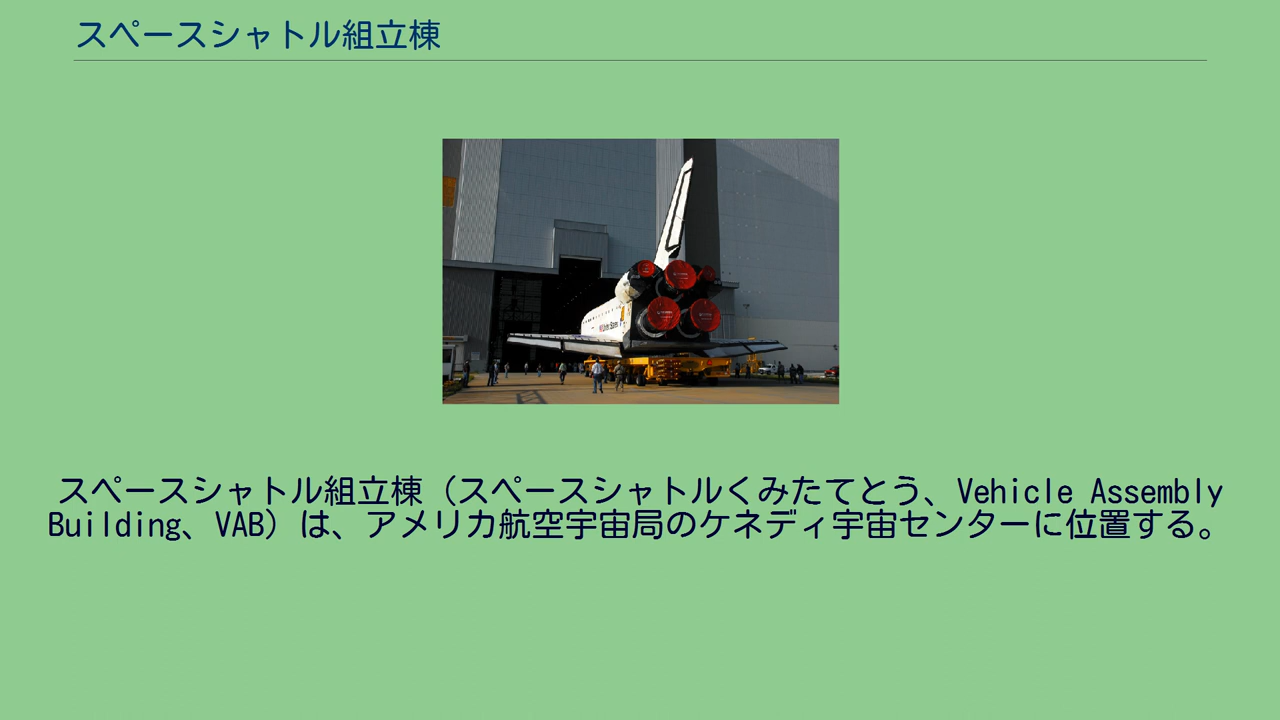 スペースシャトル組立棟
スペースシャトル組立棟（スペースシャトルくみたてとう、Vehicle Assembly
Building、VAB）は、アメリカ航空宇宙局のケネディ宇宙センターに位置する。